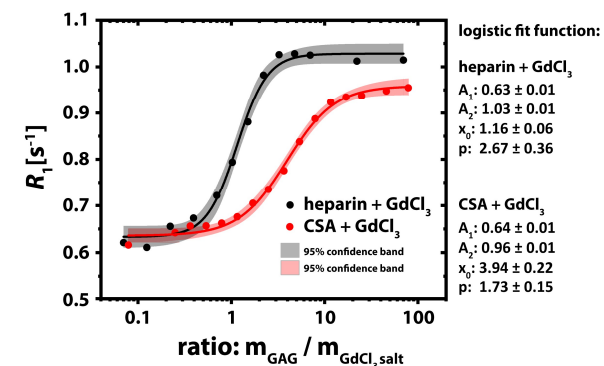 1.1
1.0
0.9
0.8
0.7
0.6
0.5
R₁[s⁻¹]
0.1
1
10
100
ratio: m_GAG / m_GdCl₃ salt
heparin + GdCl₃
CSA + GdCl₃
95% confidence band
95% confidence band
logistic fit function:
heparin + GdCl₃
A₁: 0.63 ± 0.01
A₂: 1.03 ± 0.01
x₀: 1.16 ± 0.06
p: 2.67 ± 0.36
CSA + GdCl₃
A₁: 0.64 ± 0.01
A₂: 0.96 ± 0.01
x₀: 3.94 ± 0.22
p: 1.73 ± 0.15